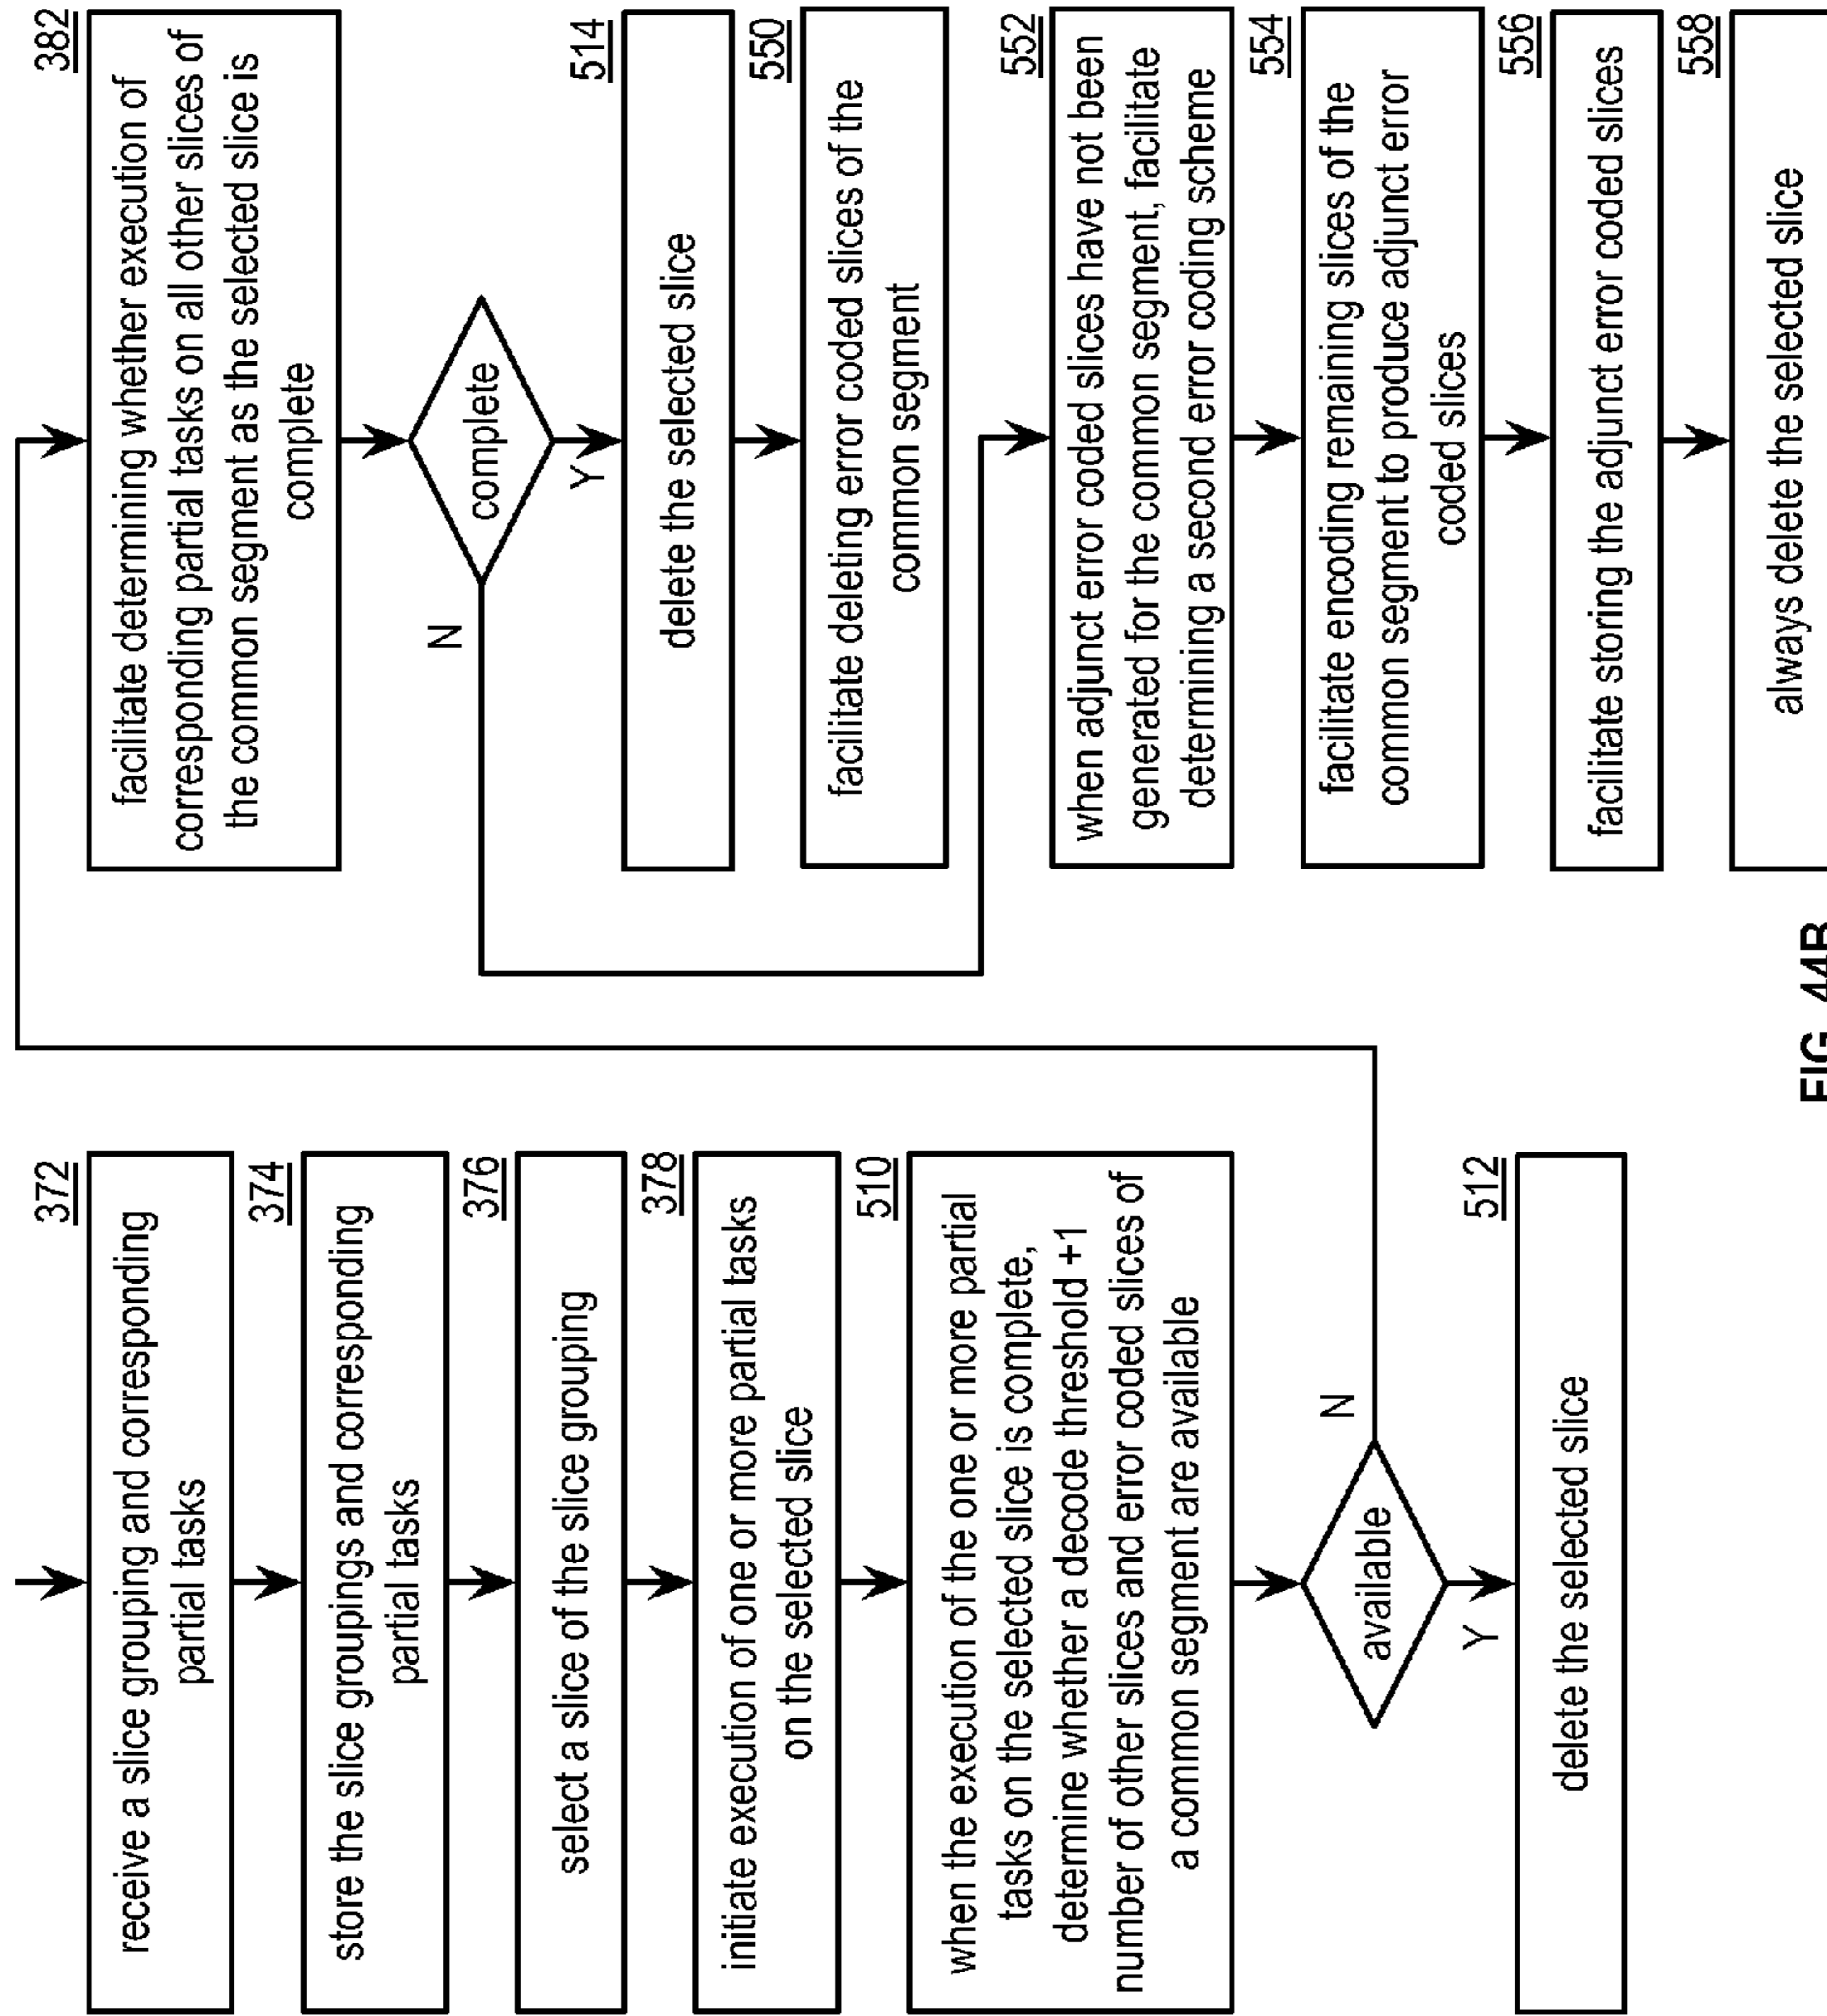 372
receive a slice grouping and corresponding
partial tasks
374
store the slice groupings and corresponding
partial tasks
376
select a slice of the slice grouping
378
initiate execution of one or more partial tasks
on the selected slice
510
when the execution of the one or more partial
tasks on the selected slice is complete,
determine whether a decode threshold +1
number of other slices and error coded slices of
a common segment are available
available
N
Y
512
delete the selected slice
382
facilitate determining whether execution of
corresponding partial tasks on all other slices of
the common segment as the selected slice is
complete
complete
N
Y
514
delete the selected slice
550
facilitate deleting error coded slices of the
common segment
552
when adjunct error coded slices have not been
generated for the common segment, facilitate
determining a second error coding scheme
554
facilitate encoding remaining slices of the
common segment to produce adjunct error
coded slices
556
facilitate storing the adjunct error coded slices
558
always delete the selected slice
FIG. 44B